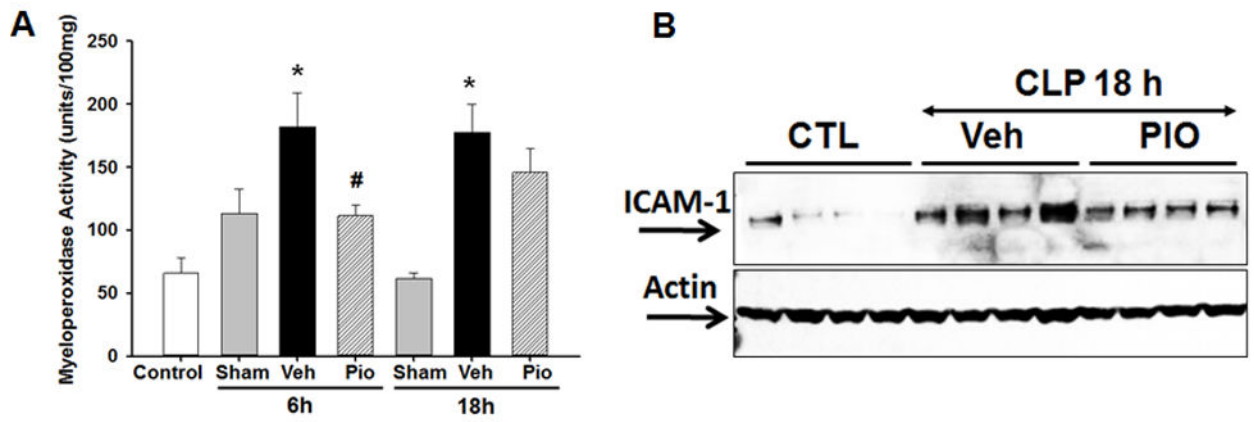 A
Myeloperoxidase Activity (units/100mg)
250
200
150
100
50
0
*
#
*
Control Sham Veh Pio Sham Veh Pio
6h 18h
B
CLP 18 h
CTL Veh PIO
ICAM-1
Actin